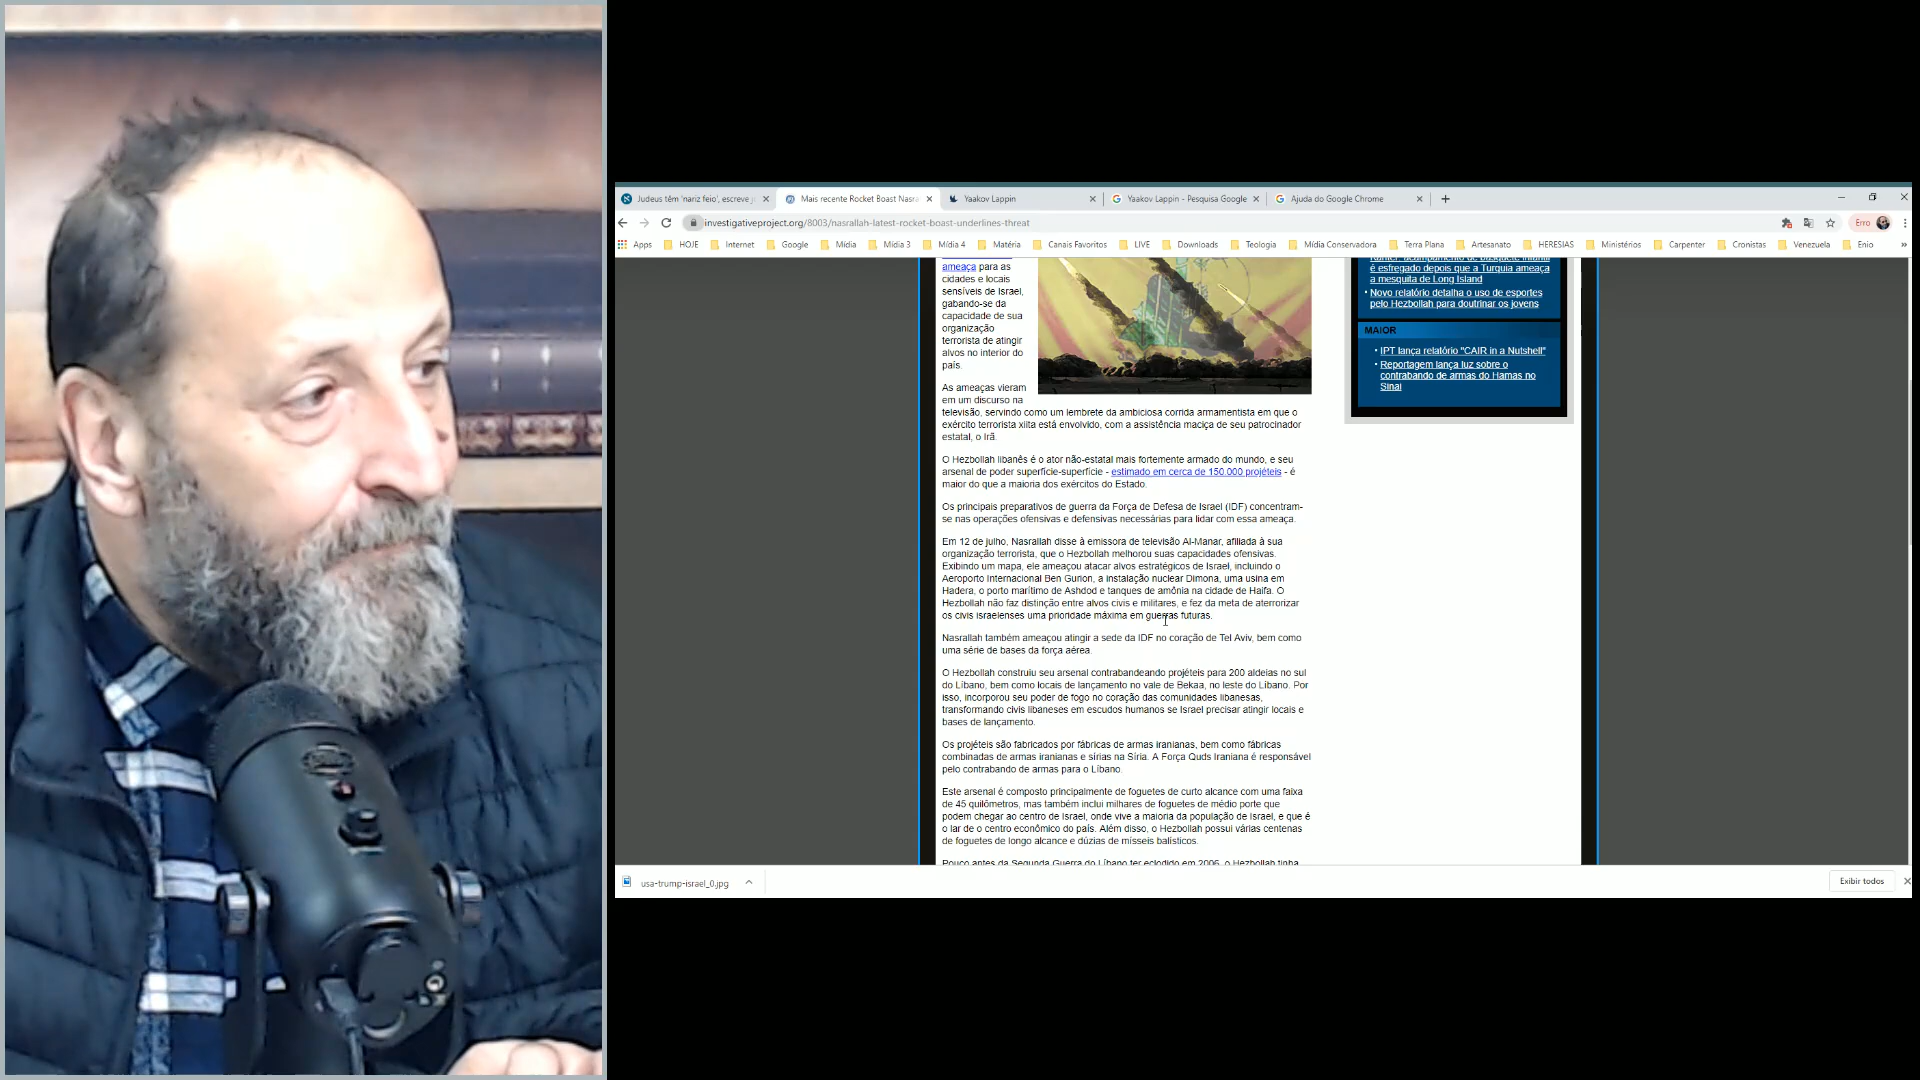 Judeus têm 'nariz feio', escreve j
Mais recente Rocket Boast Nasra
Yaakov Lappin
Yaakov Lappin - Pesquisa Google
Ajuda do Google Chrome
investigativeproject.org/8003/nasrallah-latest-rocket-boast-underlines-threat
Erro
Apps
HOJE
Internet
Google
Mídia
Mídia 3
Mídia 4
Matéria
Canais Favoritos
LIVE
Downloads
Teologia
Mídia Conservadora
Terra Plana
Artesanato
HERESIAS
Ministérios
Carpenter
Cronistas
Venezuela
Enio
»
ameaça para as
cidades e locais
sensíveis de Israel,
gabando-se da
capacidade de sua
organização
terrorista de atingir
alvos no interior do
país.
As ameaças vieram
em um discurso na
televisão, servindo como um lembrete da ambiciosa corrida armamentista em que o
exército terrorista xiita está envolvido, com a assistência maciça de seu patrocinador
estatal, o Irã.
O Hezbollah libanês é o ator não-estatal mais fortemente armado do mundo, e seu
arsenal de poder superfície-superfície - estimado em cerca de 150.000 projéteis - é
maior do que a maioria dos exércitos do Estado.
Os principais preparativos de guerra da Força de Defesa de Israel (IDF) concentram-
se nas operações ofensivas e defensivas necessárias para lidar com essa ameaça.
Em 12 de julho, Nasrallah disse à emissora de televisão Al-Manar, afiliada à sua
organização terrorista, que o Hezbollah melhorou suas capacidades ofensivas.
Exibindo um mapa, ele ameaçou atacar alvos estratégicos de Israel, incluindo o
Aeroporto Internacional Ben Gurion, a instalação nuclear Dimona, uma usina em
Hadera, o porto marítimo de Ashdod e tanques de amônia na cidade de Haifa. O
Hezbollah não faz distinção entre alvos civis e militares, e fez da meta de aterrorizar
os civis israelenses uma prioridade máxima em guerras futuras.
Nasrallah também ameaçou atingir a sede da IDF no coração de Tel Aviv, bem como
uma série de bases da força aérea.
O Hezbollah construiu seu arsenal contrabandeando projéteis para 200 aldeias no sul
do Líbano, bem como locais de lançamento no vale de Bekaa, no leste do Líbano. Por
isso, incorporou seu poder de fogo no coração das comunidades libanesas,
transformando civis libaneses em escudos humanos se Israel precisar atingir locais e
bases de lançamento.
Os projéteis são fabricados por fábricas de armas iranianas, bem como fábricas
combinadas de armas iranianas e sírias na Síria. A Força Quds Iraniana é responsável
pelo contrabando de armas para o Líbano.
Este arsenal é composto principalmente de foguetes de curto alcance com uma faixa
de 45 quilômetros, mas também inclui milhares de foguetes de médio porte que
podem chegar ao centro de Israel, onde vive a maioria da população de Israel, e que é
o lar de o centro econômico do país. Além disso, o Hezbollah possui várias centenas
de foguetes de longo alcance e dúzias de mísseis balísticos.
Pouco antes da Segunda Guerra do Líbano ter eclodido em 2006, o Hezbollah tinha
Kanter' acampamento de basquete infantil
é esfregado depois que a Turquia ameaça
a mesquita de Long Island
• Novo relatório detalha o uso de esportes
pelo Hezbollah para doutrinar os jovens
MAIOR
• IPT lança relatório "CAIR in a Nutshell"
• Reportagem lança luz sobre o
contrabando de armas do Hamas no
Sinai
usa-trump-israel_0.jpg
Exibir todos